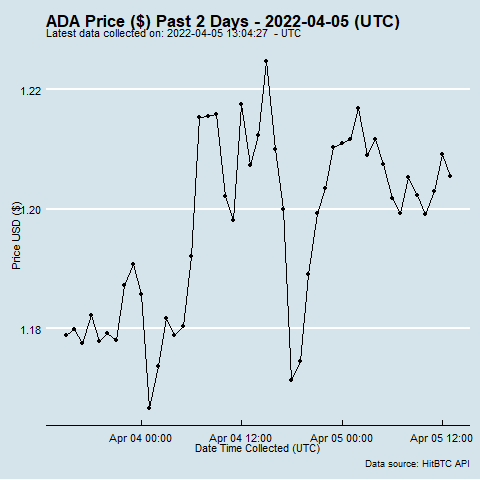 ADA Price ($) Past 2 Days - 2022-04-05 (UTC)
Latest data collected on: 2022-04-05 13:04:27 - UTC
1.22
1.20
1.18
Price USD ($)
Apr 04 00:00
Apr 04 12:00
Apr 05 00:00
Apr 05 12:00
Date Time Collected (UTC)
Data source: HitBTC API